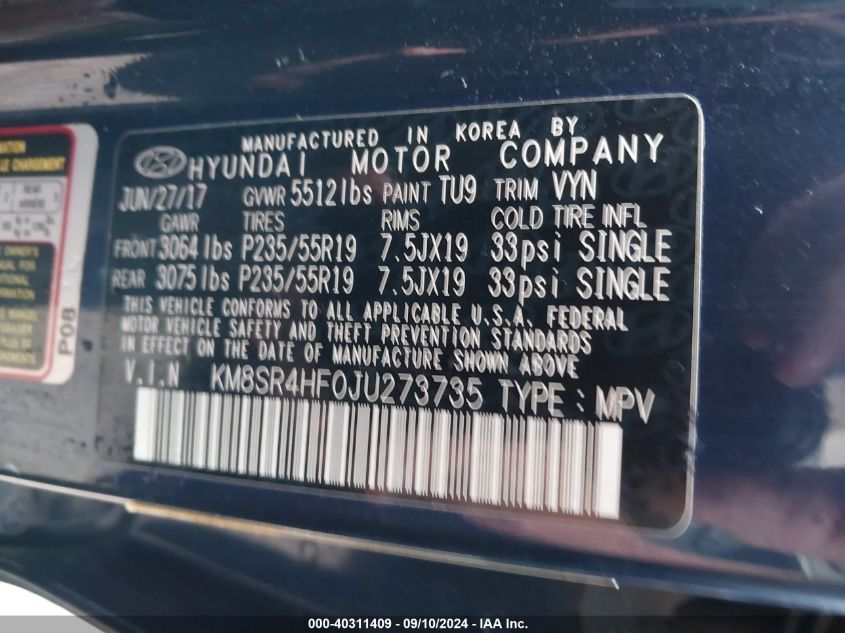 MANUFACTURED IN KOREA BY
HYUNDAI MOTOR COMPANY
JUN/27/17 GVWR 5512lbs PAINT TU9 TRIM VYN
GAWR TIRES RIMS COLD TIRE INFL
FRONT 3064lbs P235/55R19 7.5JX19 33psi SINGLE
REAR 3075lbs P235/55R19 7.5JX19 33psi SINGLE
THIS VEHICLE CONFORMS TO ALL APPLICABLE U.S.A. FEDERAL
MOTOR VEHICLE SAFETY AND THEFT PREVENTION STANDARDS
IN EFFECT ON THE DATE OF MANUFACTURE SHOWN ABOVE
V.I.N KM8SR4HF0JU273735 TYPE : MPV
P08
000-40311409 - 09/10/2024 - IAA Inc.